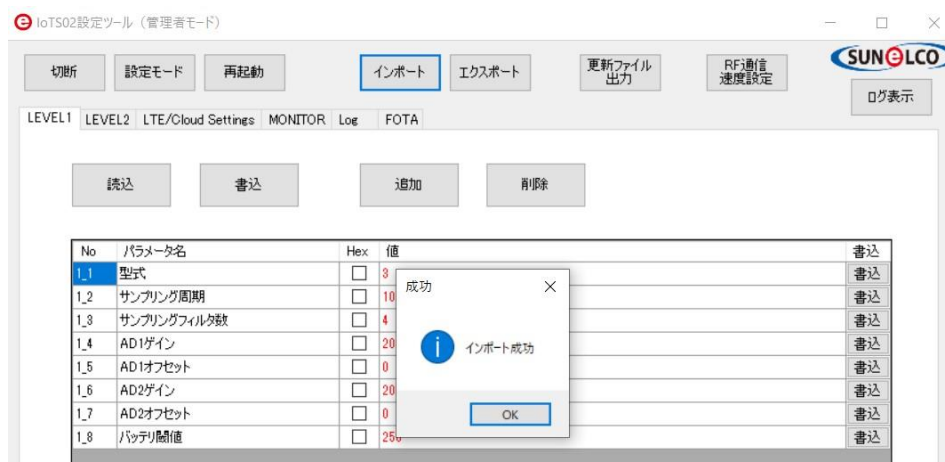 IoTS02設定ツール（管理者モード）
切断 設定モード 再起動 インポート エクスポート 更新ファイル出力 RF通信速度設定
SUNELCO
ログ表示
LEVEL1 LEVEL2 LTE/Cloud Settings MONITOR Log FOTA
読込 書込 追加 削除
No パラメータ名 Hex 値 書込
1_1 型式 3 書込
1_2 サンプリング周期 10 書込
1_3 サンプリングフィルタ数 4 書込
1_4 AD1ゲイン 20 書込
1_5 AD1オフセット 0 書込
1_6 AD2ゲイン 20 書込
1_7 AD2オフセット 0 書込
1_8 バッテリ閾値 250 書込
成功
インポート成功
OK